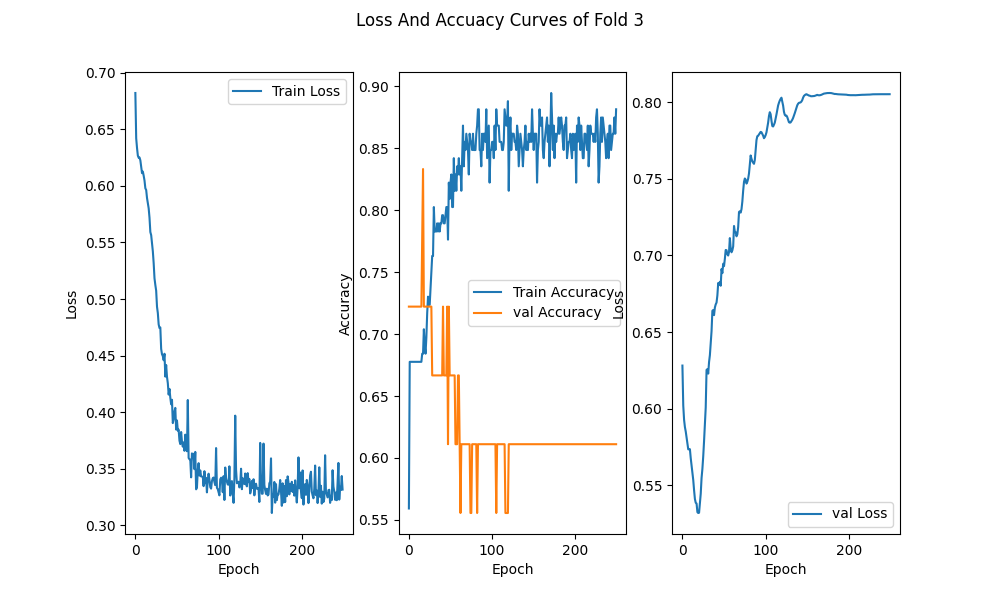 Loss And Accuacy Curves of Fold 3
Loss
0.70
0.65
0.60
0.55
0.50
0.45
0.40
0.35
0.30
Train Loss
0
100
200
Epoch
Accuracy
0.90
0.85
0.80
0.75
0.70
0.65
0.60
0.55
Train Accuracy
val Accuracy
0
100
200
Epoch
Loss
0.80
0.75
0.70
0.65
0.60
0.55
val Loss
0
100
200
Epoch